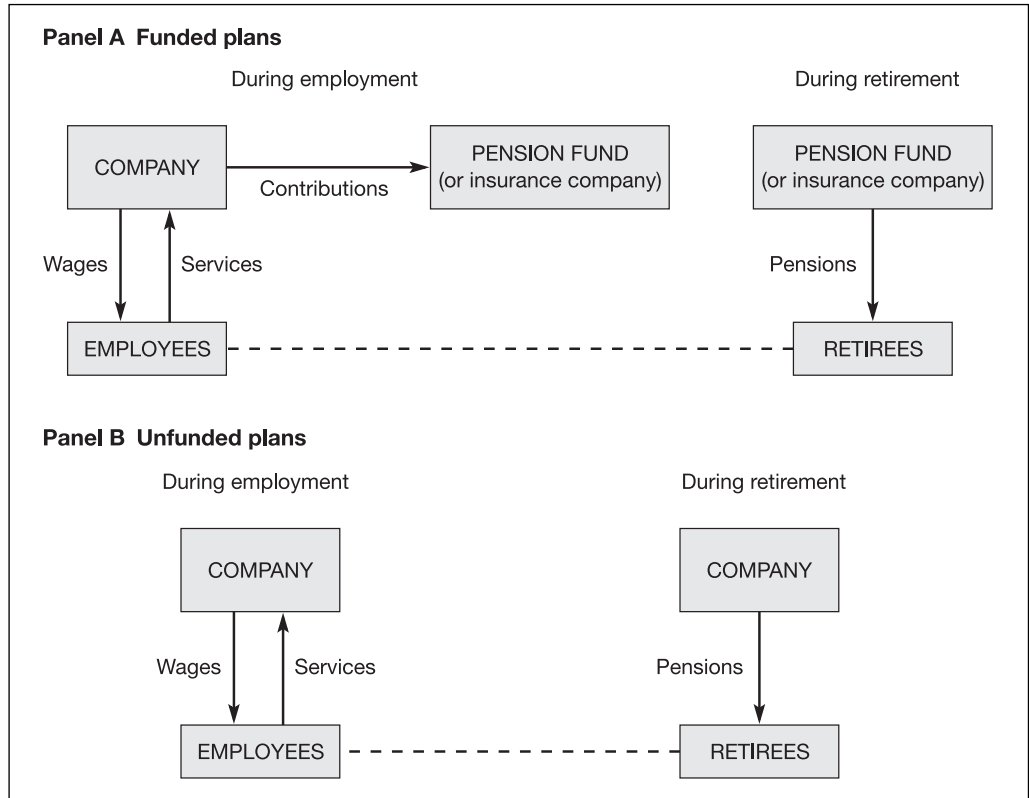 Panel A Funded plans
During employment
During retirement
COMPANY
Contributions
PENSION FUND
(or insurance company)
PENSION FUND
(or insurance company)
Wages
Services
Pensions
EMPLOYEES
RETIREES
Panel B Unfunded plans
During employment
During retirement
COMPANY
COMPANY
Wages
Services
Pensions
EMPLOYEES
RETIREES